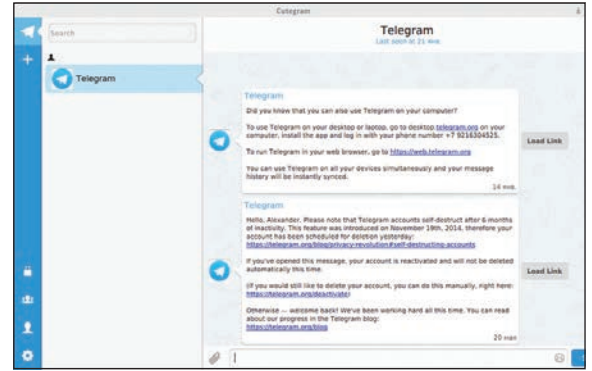 Cutegram
Search
Telegram
Telegram
Last seen at 21 янв.
Telegram
Did you know that you can also use Telegram on your computer?
To use Telegram on your desktop or laptop, go to desktop.telegram.org on your
computer, install the app and log in with your phone number +7 9216304525.
To run Telegram in your web browser, go to https://web.telegram.org
You can use Telegram on all your devices simultaneously and your message
history will be instantly synced.
14 янв.
Load Link
Telegram
Hello, Alexander. Please note that Telegram accounts self-destruct after 6 months
of inactivity. This feature was introduced on November 19th, 2014, therefore your
account has been scheduled for deletion yesterday:
https://telegram.org/blog/privacy-revolution#self-destructing-accounts
If you've opened this message, your account is reactivated and will not be deleted
automatically this time.
(if you would still like to delete your account, you can do this manually, right here:
https://telegram.org/deactivate)
Otherwise — welcome back! We've been working hard all this time. You can read
about our progress in the Telegram blog:
https://telegram.org/blog
20 мая
Load Link